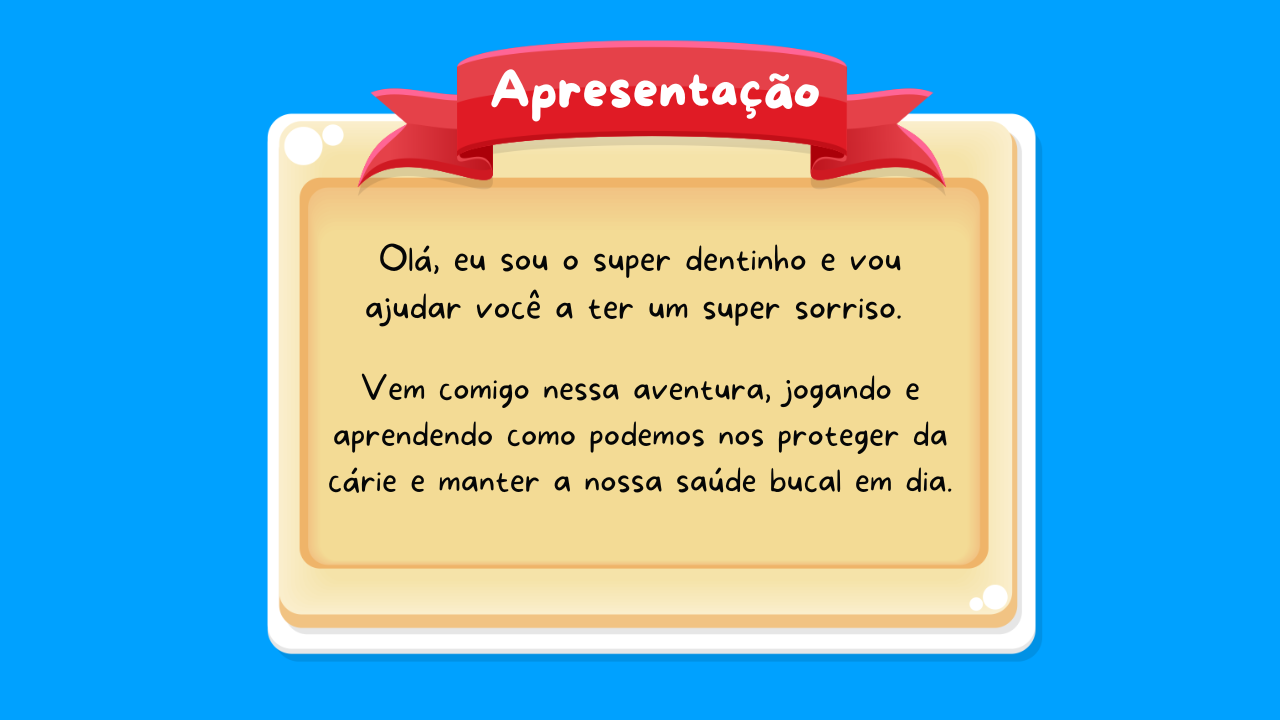 Apresentação
Olá, eu sou o super dentinho e vou
ajudar você a ter um super sorriso.
Vem comigo nessa aventura, jogando e
aprendendo como podemos nos proteger da
cárie e manter a nossa saúde bucal em dia.